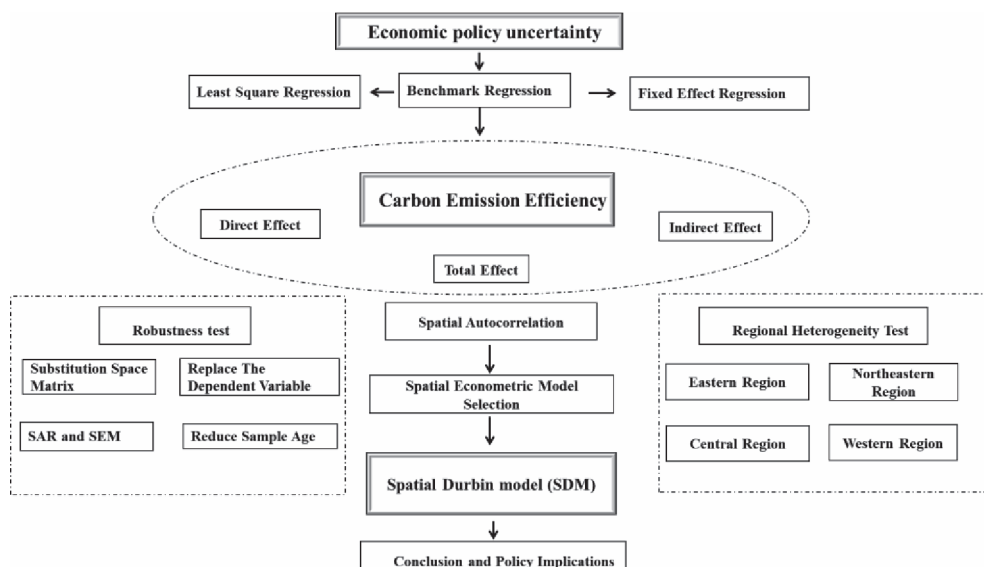 Economic policy uncertainty
Least Square Regression
Benchmark Regression
Fixed Effect Regression
Carbon Emission Efficiency
Direct Effect
Indirect Effect
Total Effect
Robustness test
Substitution Space
Matrix
Replace The
Dependent Variable
SAR and SEM
Reduce Sample Age
Spatial Autocorrelation
Spatial Econometric Model
Selection
Spatial Durbin model (SDM)
Conclusion and Policy Implications
Regional Heterogeneity Test
Eastern Region
Northeastern
Region
Central Region
Western Region